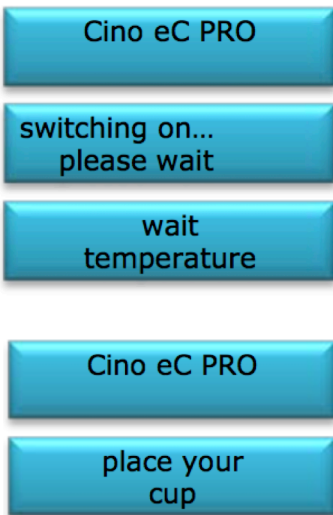 Cino eC PRO
switching on...
please wait
wait
temperature
Cino eC PRO
place your
cup